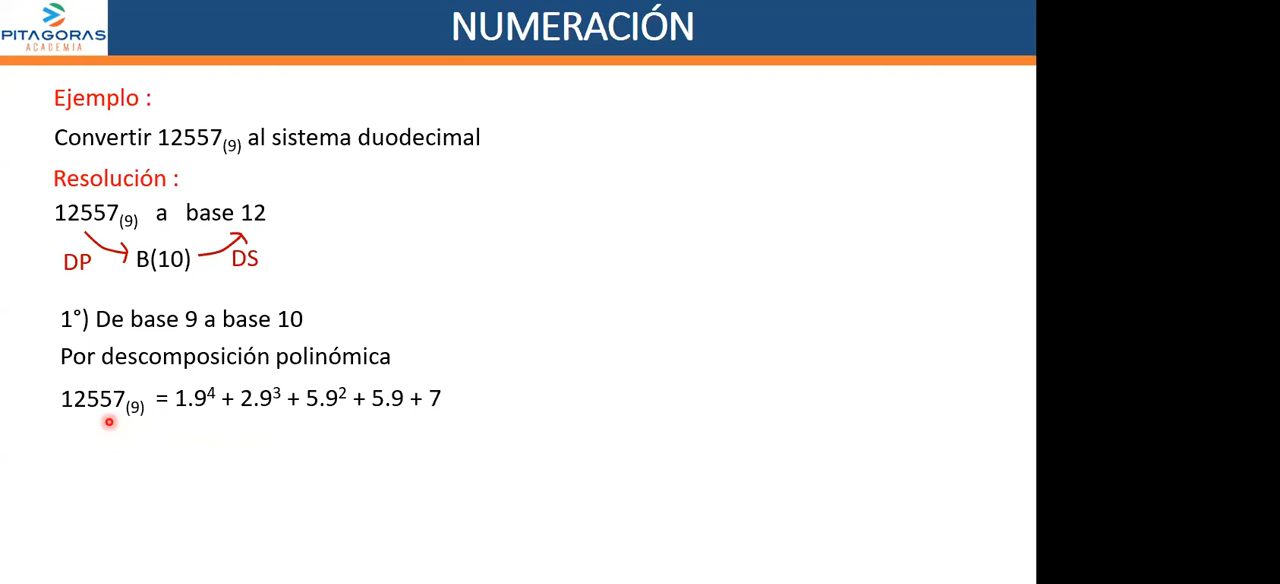 PITAGORAS
ACADEMIA
NUMERACIÓN
Ejemplo :
Convertir 12557₍₉₎ al sistema duodecimal
Resolución :
12557₍₉₎ a base 12
DP B(10) DS
1°) De base 9 a base 10
Por descomposición polinómica
12557₍₉₎ = 1.9⁴ + 2.9³ + 5.9² + 5.9 + 7